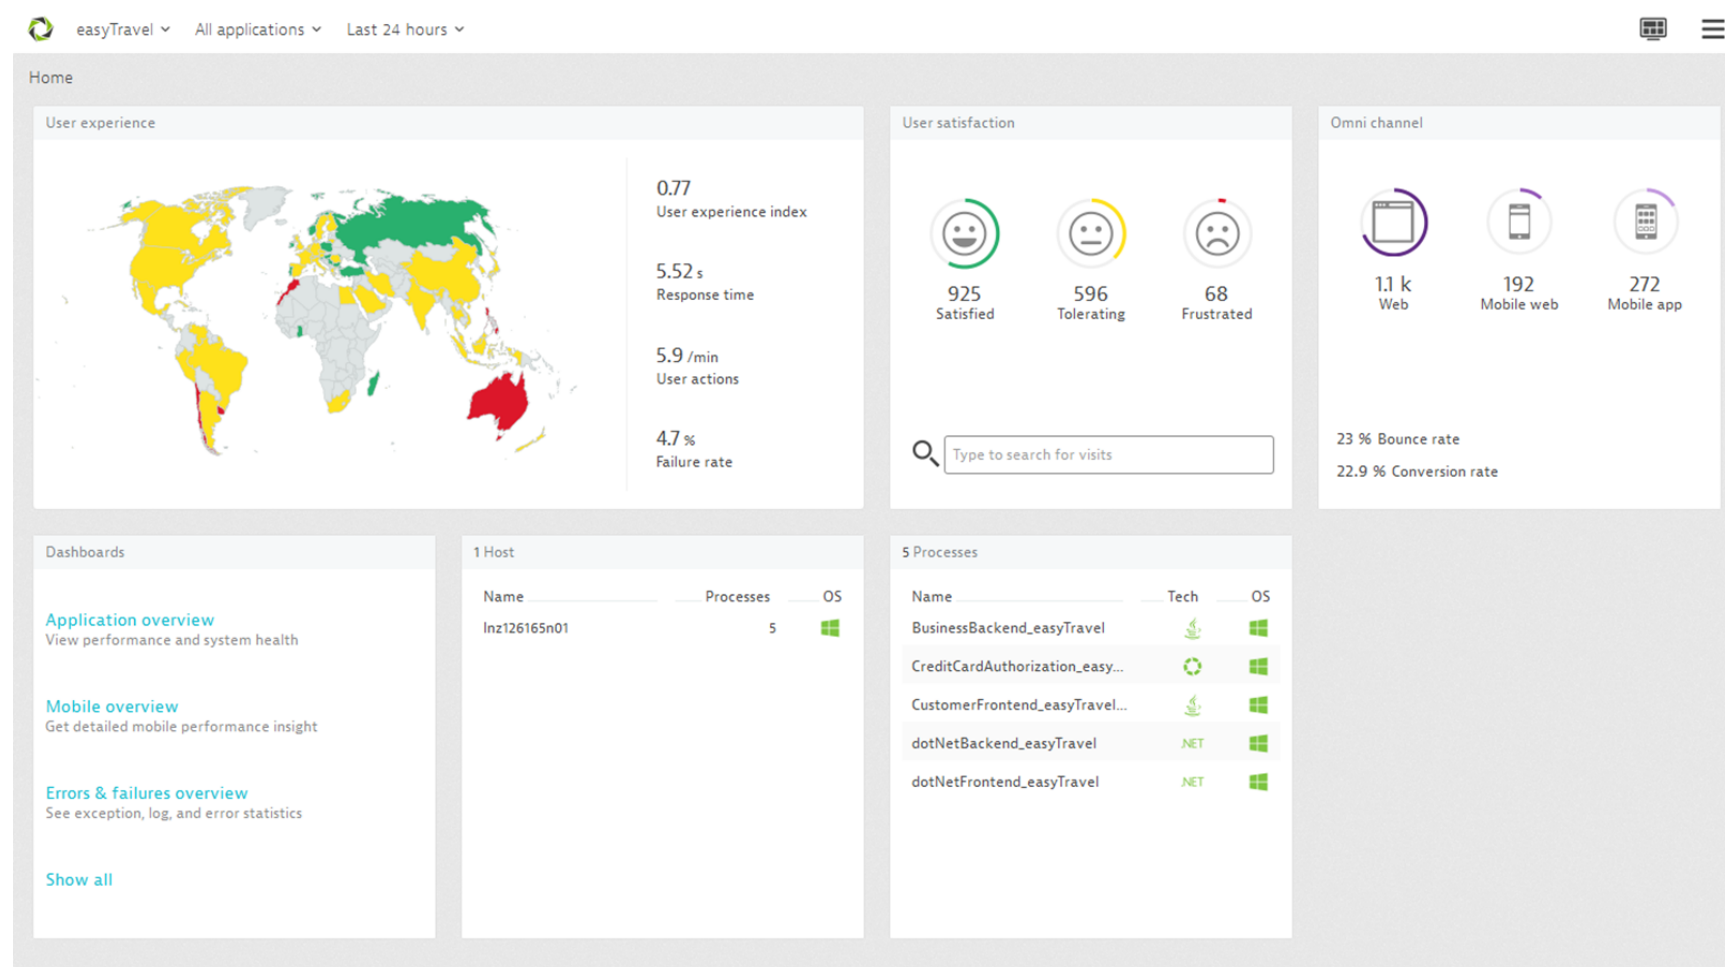 easyTravel All applications Last 24 hours
Home
User experience
0.77
User experience index
5.52 s
Response time
5.9 /min
User actions
4.7 %
Failure rate
User satisfaction
925 596 68
Satisfied Tolerating Frustrated
Type to search for visits
Omni channel
1.1 k 192 272
Web Mobile web Mobile app
23 % Bounce rate
22.9 % Conversion rate
Dashboards
Application overview
View performance and system health
Mobile overview
Get detailed mobile performance insight
Errors & failures overview
See exception, log, and error statistics
Show all
1 Host
Name Processes OS
lnz126165n01 5
5 Processes
Name Tech OS
BusinessBackend_easyTravel
CreditCardAuthorization_easy...
CustomerFrontend_easyTravel...
dotNetBackend_easyTravel .NET
dotNetFrontend_easyTravel .NET